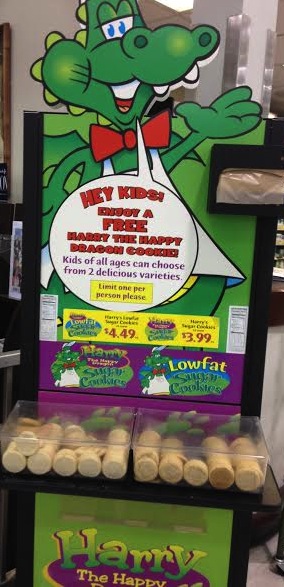 HEY KIDS!
ENJOY A
FREE
HARRY THE HAPPY
DRAGON COOKIE!
Kids of all ages can choose
from 2 delicious varieties.
Limit one per
person please.
Harry's Lowfat
Sugar Cookies
$4.49
Harry's
Sugar Cookies
$3.99
Harry
The Happy
Dragon
Sugar
Cookies
Lowfat
Sugar
Cookies
Harry
The Happy